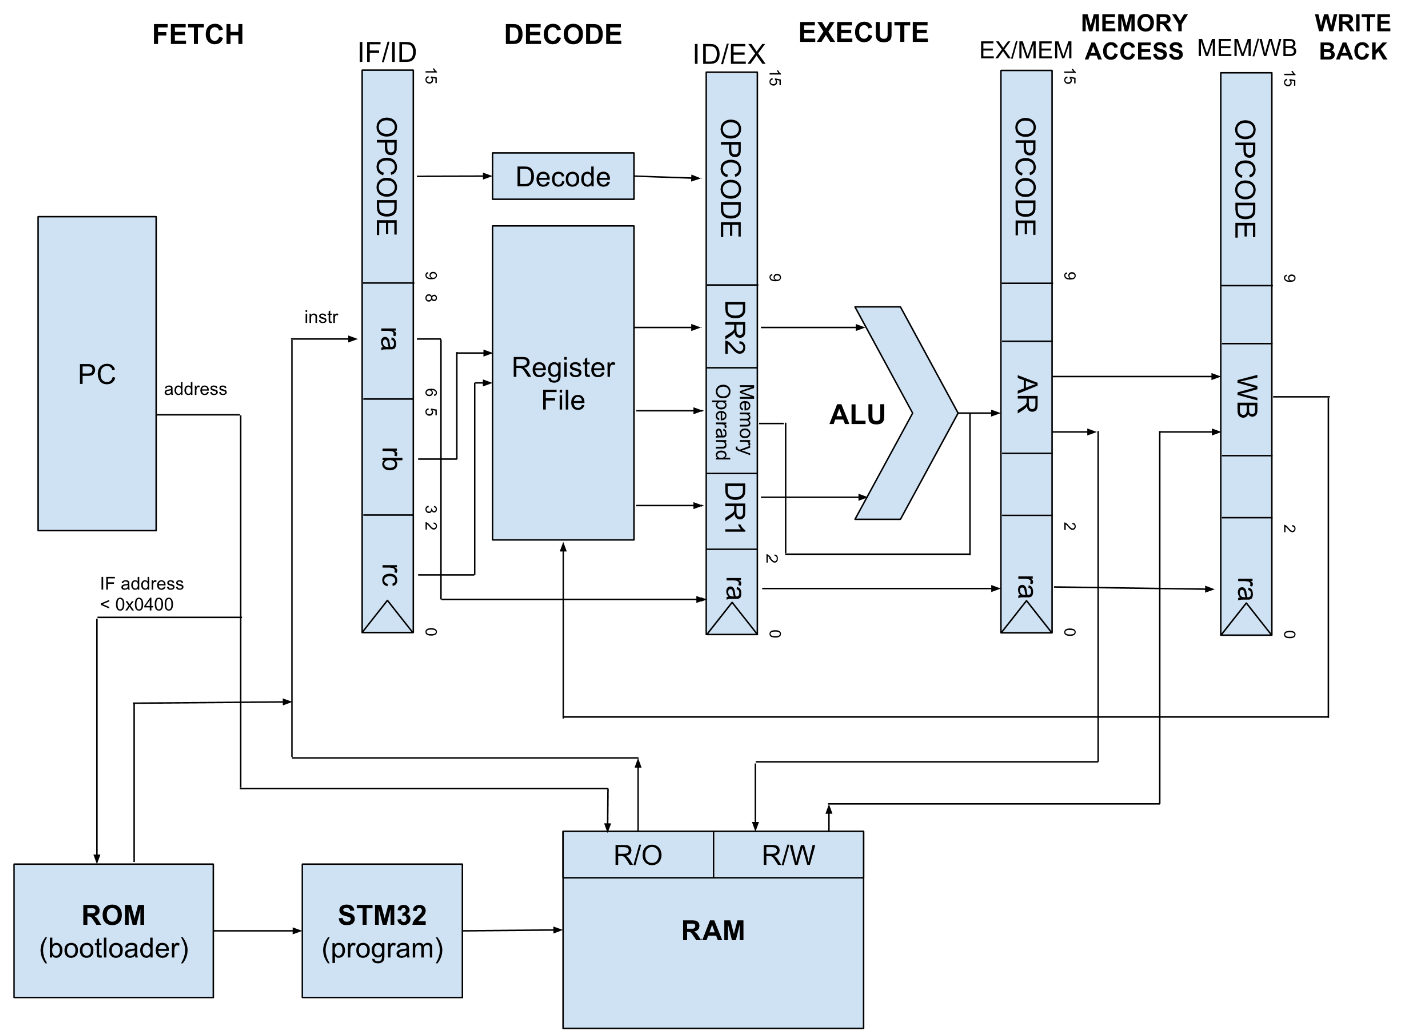 FETCH
DECODE
EXECUTE
MEMORY
ACCESS
WRITE
BACK
IF/ID
ID/EX
EX/MEM
MEM/WB
15
OPCODE
9
8
ra
6
5
rb
3
2
rc
0
Decode
Register
File
15
OPCODE
9
DR2
Memory
Operand
DR1
2
ra
0
ALU
15
OPCODE
9
AR
2
ra
0
15
OPCODE
9
WB
2
ra
0
PC
address
instr
IF address
< 0x0400
ROM
(bootloader)
STM32
(program)
R/O
R/W
RAM